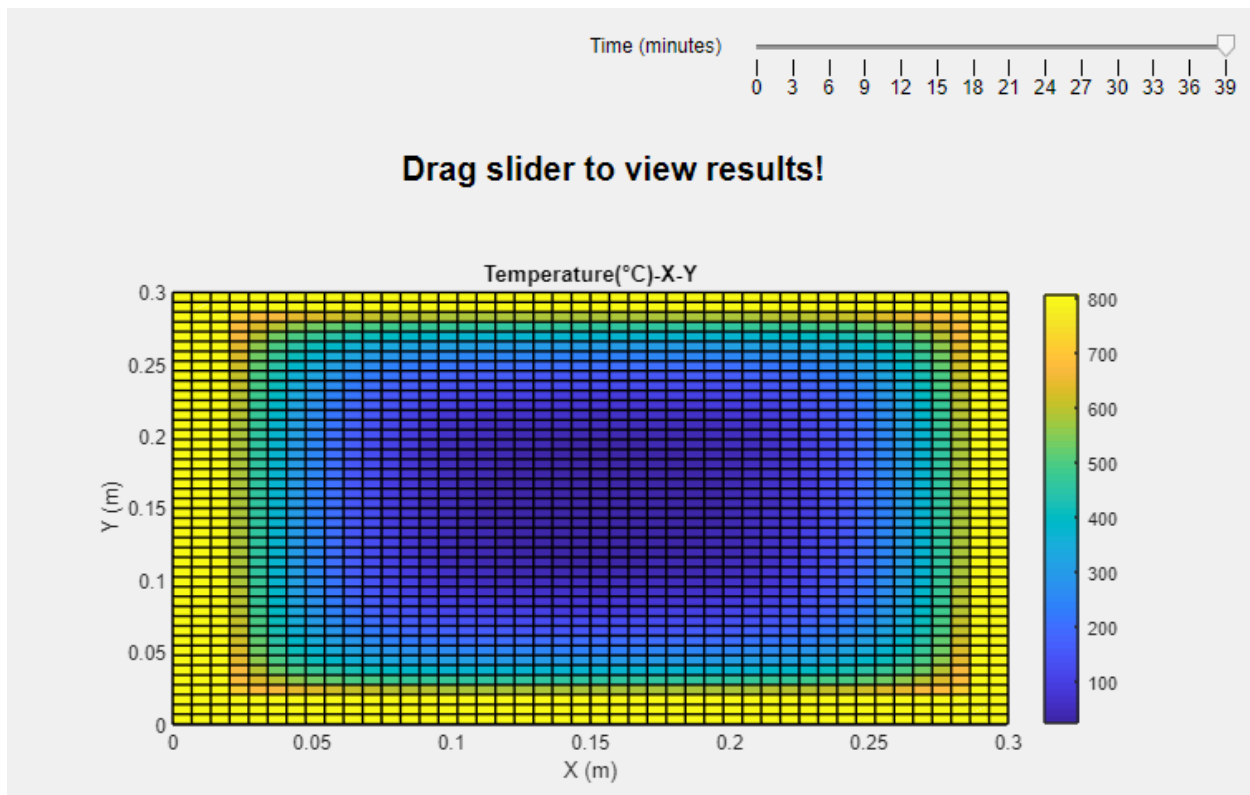 Time (minutes)
0 3 6 9 12 15 18 21 24 27 30 33 36 39
Drag slider to view results!
Temperature(°C)-X-Y
0.3
0.25
0.2
0.15
0.1
0.05
0
Y (m)
0 0.05 0.1 0.15 0.2 0.25 0.3
X (m)
800
700
600
500
400
300
200
100